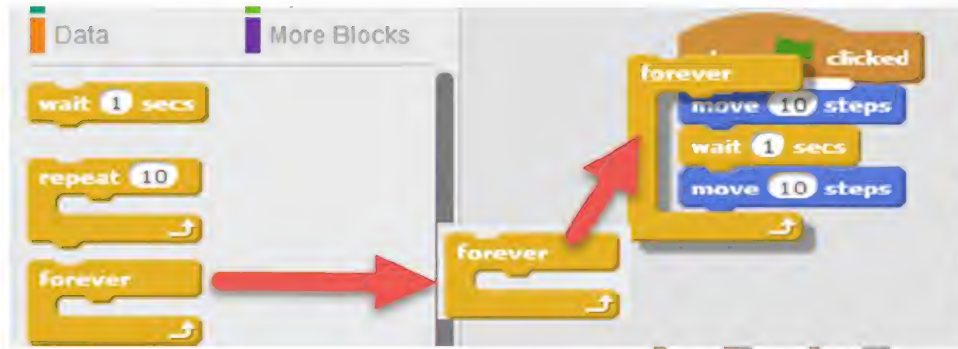 Data
More Blocks
wait 1 secs
repeat 10
forever
forever
clicked
forever
move 10 steps
wait 1 secs
move 10 steps